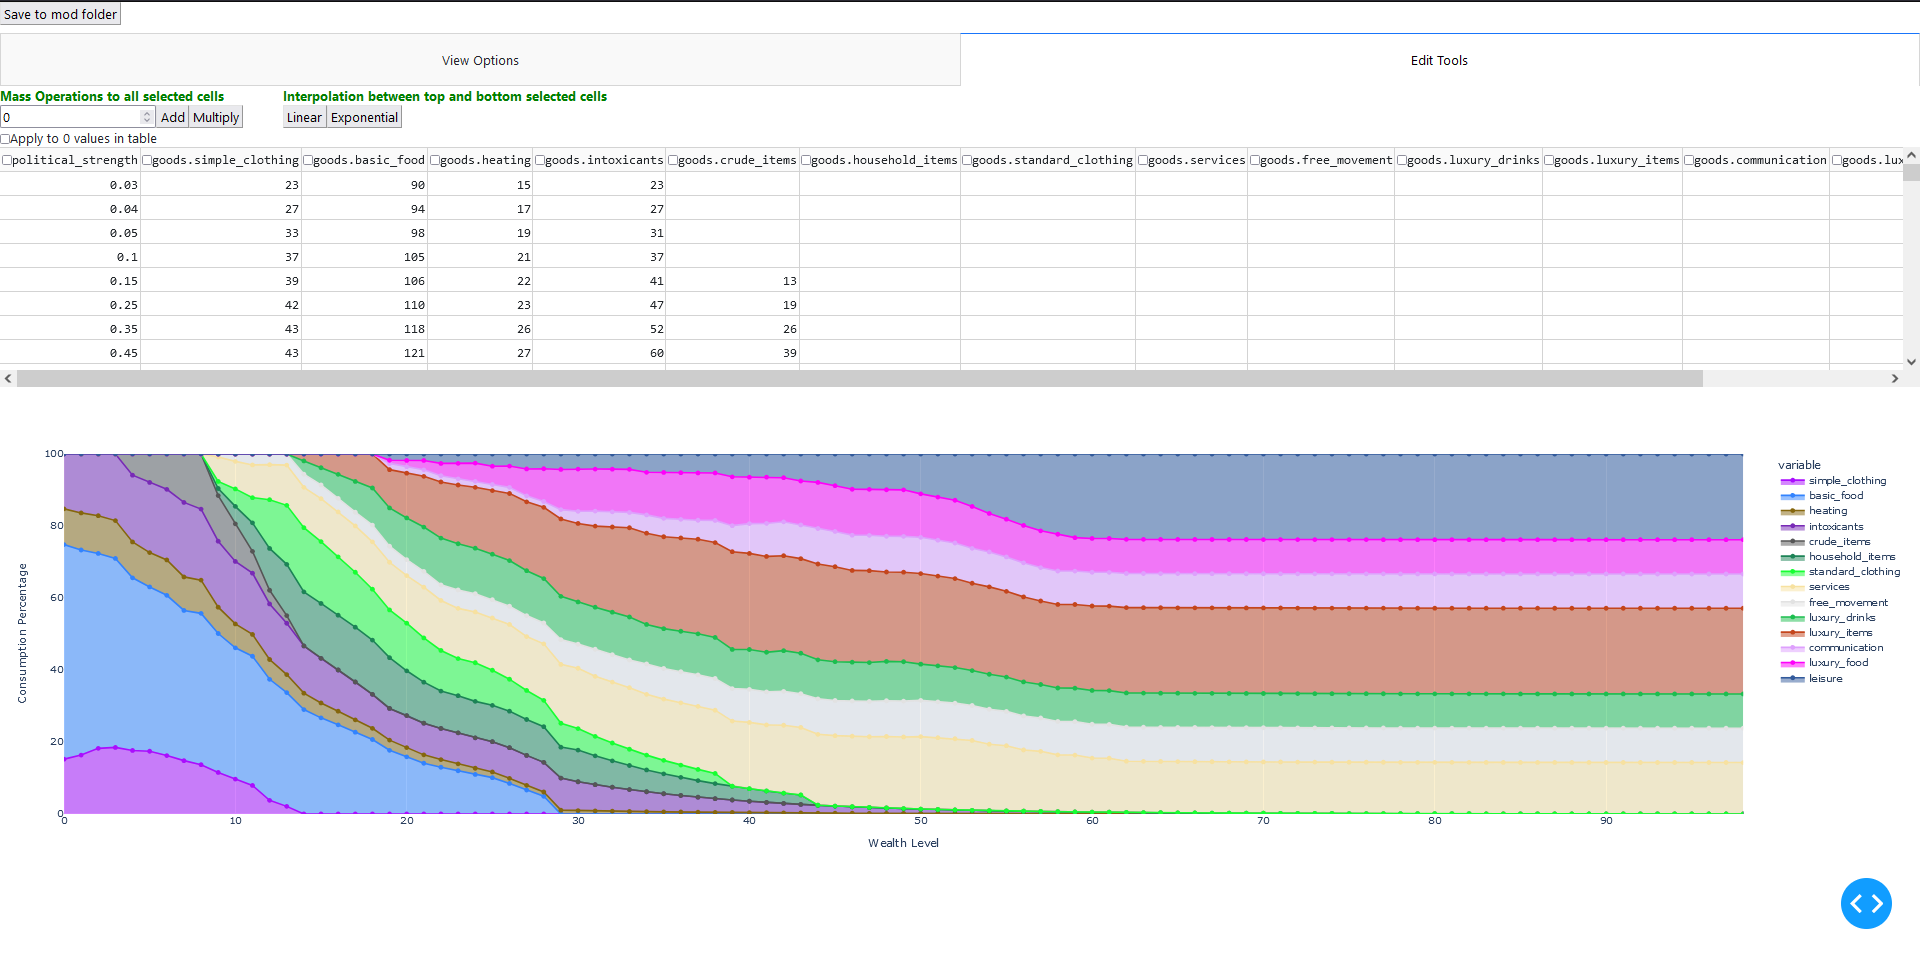 Save to mod folder
View Options Edit Tools
Mass Operations to all selected cells Interpolation between top and bottom selected cells
0 Add Multiply Linear Exponential
Apply to 0 values in table
political_strength goods.simple_clothing goods.basic_food goods.heating goods.intoxicants goods.crude_items goods.household_items goods.standard_clothing goods.services goods.free_movement goods.luxury_drinks goods.luxury_items goods.communication goods.lux
0.03 23 90 15 23
0.04 27 94 17 27
0.05 33 98 19 31
0.1 37 105 21 37
0.15 39 106 22 41 13
0.25 42 110 23 47 19
0.35 43 118 26 52 26
0.45 43 121 27 60 39
100
80
60
40
20
0
Consumption Percentage
0 10 20 30 40 50 60 70 80 90
Wealth Level
variable
simple_clothing
basic_food
heating
intoxicants
crude_items
household_items
standard_clothing
services
free_movement
luxury_drinks
luxury_items
communication
luxury_food
leisure